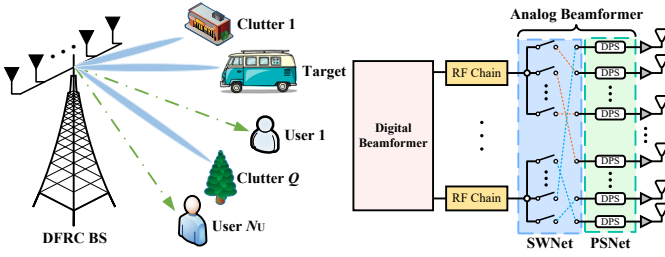 Clutter 1
Target
User 1
Clutter Q
User NU
DFRC BS
Analog Beamformer
Digital
Beamformer
RF Chain
RF Chain
DPS
DPS
DPS
DPS
DPS
DPS
SWNet
PSNet